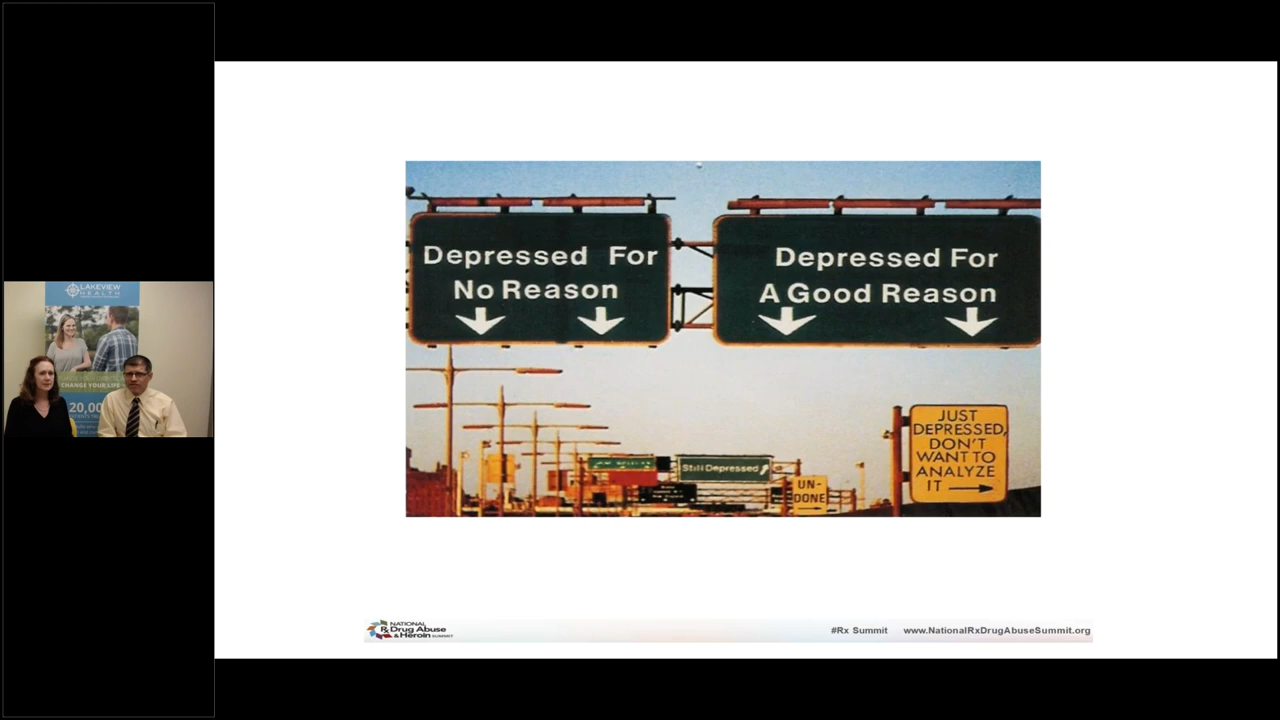 LAKEVIEW
HEALTH
CHANGE YOUR LIFE
20,00
Depressed For
No Reason
Depressed For
A Good Reason
Still Depressed
UN-
DONE
JUST
DEPRESSED,
DON'T
WANT TO
ANALYZE
IT
NATIONAL
Rx Drug Abuse
& Heroin SUMMIT
#Rx Summit
www.NationalRxDrugAbuseSummit.org